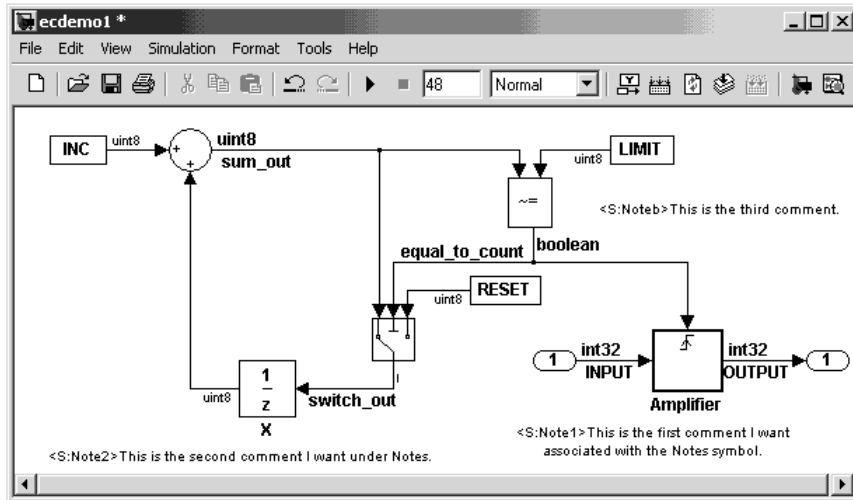 ecdemo1 *
File Edit View Simulation Format Tools Help
48 Normal
INC uint8 + + uint8
sum_out
uint8 LIMIT
~=
<S:Noteb>This is the third comment.
equal_to_count boolean
uint8 RESET
1 int32 int32 1
INPUT OUTPUT
1
z
uint8 switch_out
X
Amplifier
<S:Note1>This is the first comment I want
associated with the Notes symbol.
<S:Note2>This is the second comment I want under Notes.